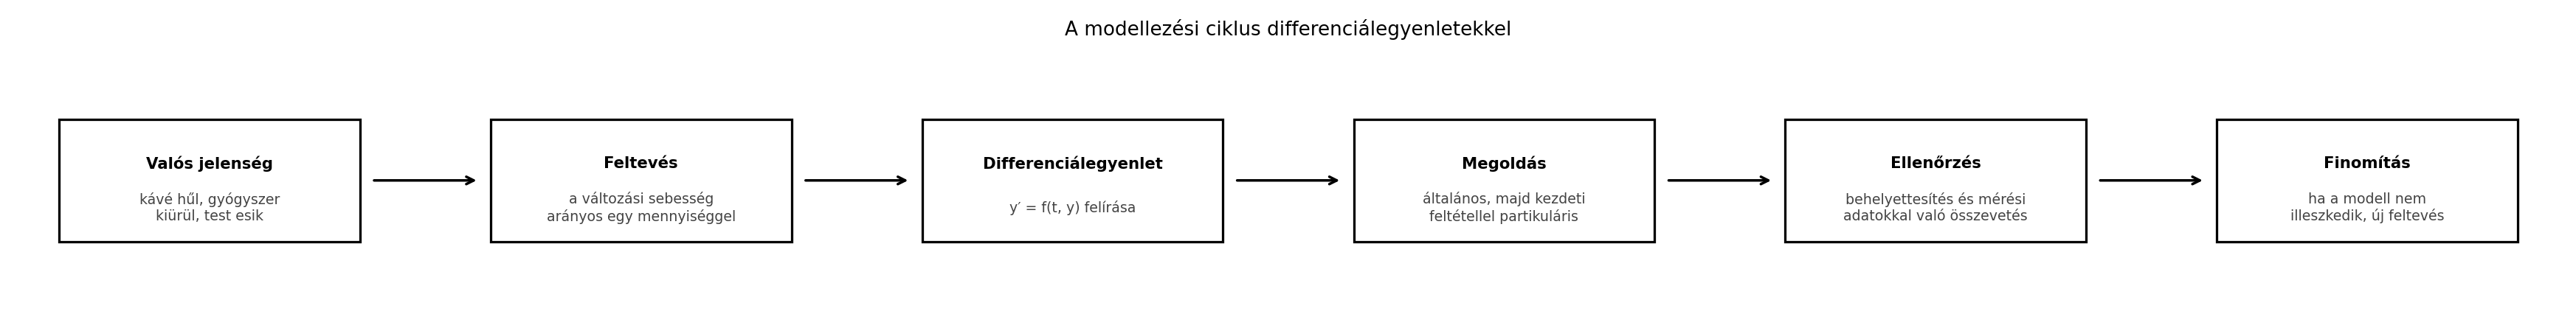 A modellezési ciklus differenciálegyenletekkel
Valós jelenség
kávé hűl, gyógyszer
kiürül, test esik
Feltevés
a változási sebesség
arányos egy mennyiséggel
Differenciálegyenlet
y′ = f(t, y) felírása
Megoldás
általános, majd kezdeti
feltétellel partikuláris
Ellenőrzés
behelyettesítés és mérési
adatokkal való összevetés
Finomítás
ha a modell nem
illeszkedik, új feltevés